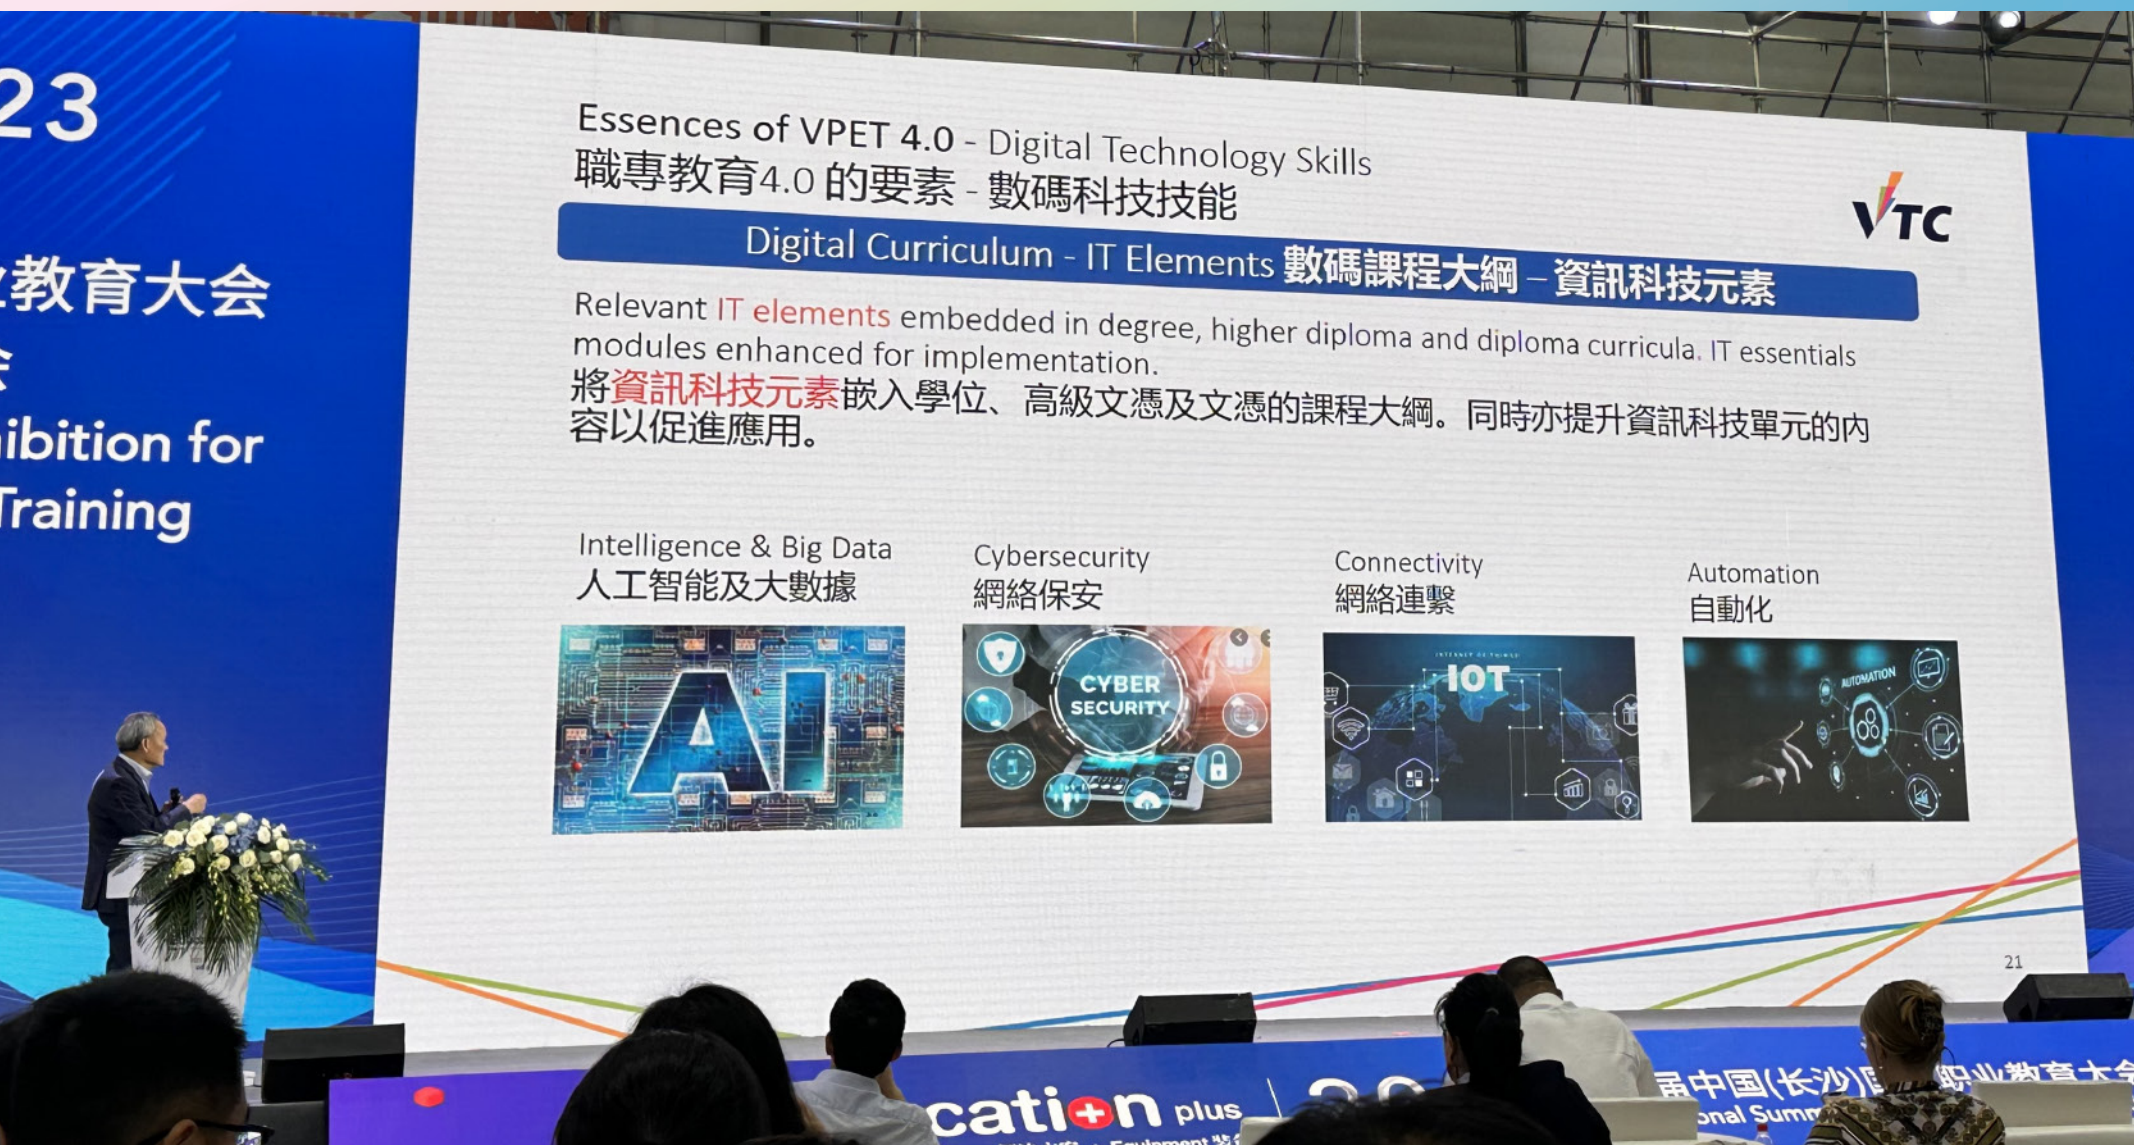 23
教育大会
ibition for
Training
Essences of VPET 4.0 - Digital Technology Skills
職專教育4.0 的要素 - 數碼科技技能
VTC
Digital Curriculum - IT Elements 數碼課程大綱 – 資訊科技元素
Relevant IT elements embedded in degree, higher diploma and diploma curricula. IT essentials
modules enhanced for implementation.
將資訊科技元素嵌入學位、高級文憑及文憑的課程大綱。同時亦提升資訊科技單元的內
容以促進應用。
Intelligence & Big Data
人工智能及大數據
Cybersecurity
網絡保安
Connectivity
網絡連繫
Automation
自動化
AI
CYBER
SECURITY
INTERNET OF THINGS
IOT
AUTOMATION
21
cation plus
Equipment
届中国(长沙)
职业教育大会
onal Summ